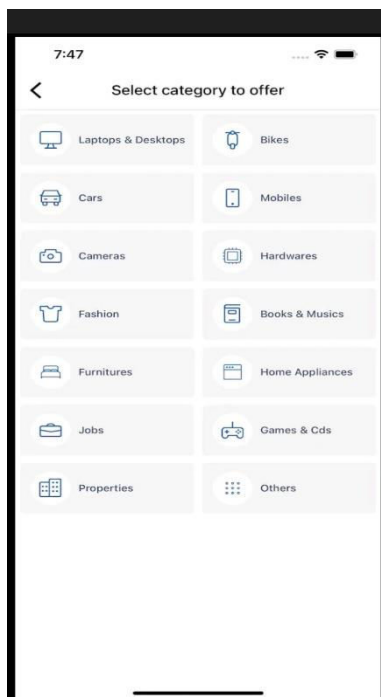 7:47
Select category to offer
Laptops & Desktops
Bikes
Cars
Mobiles
Cameras
Hardwares
Fashion
Books & Musics
Furnitures
Home Appliances
Jobs
Games & Cds
Properties
Others